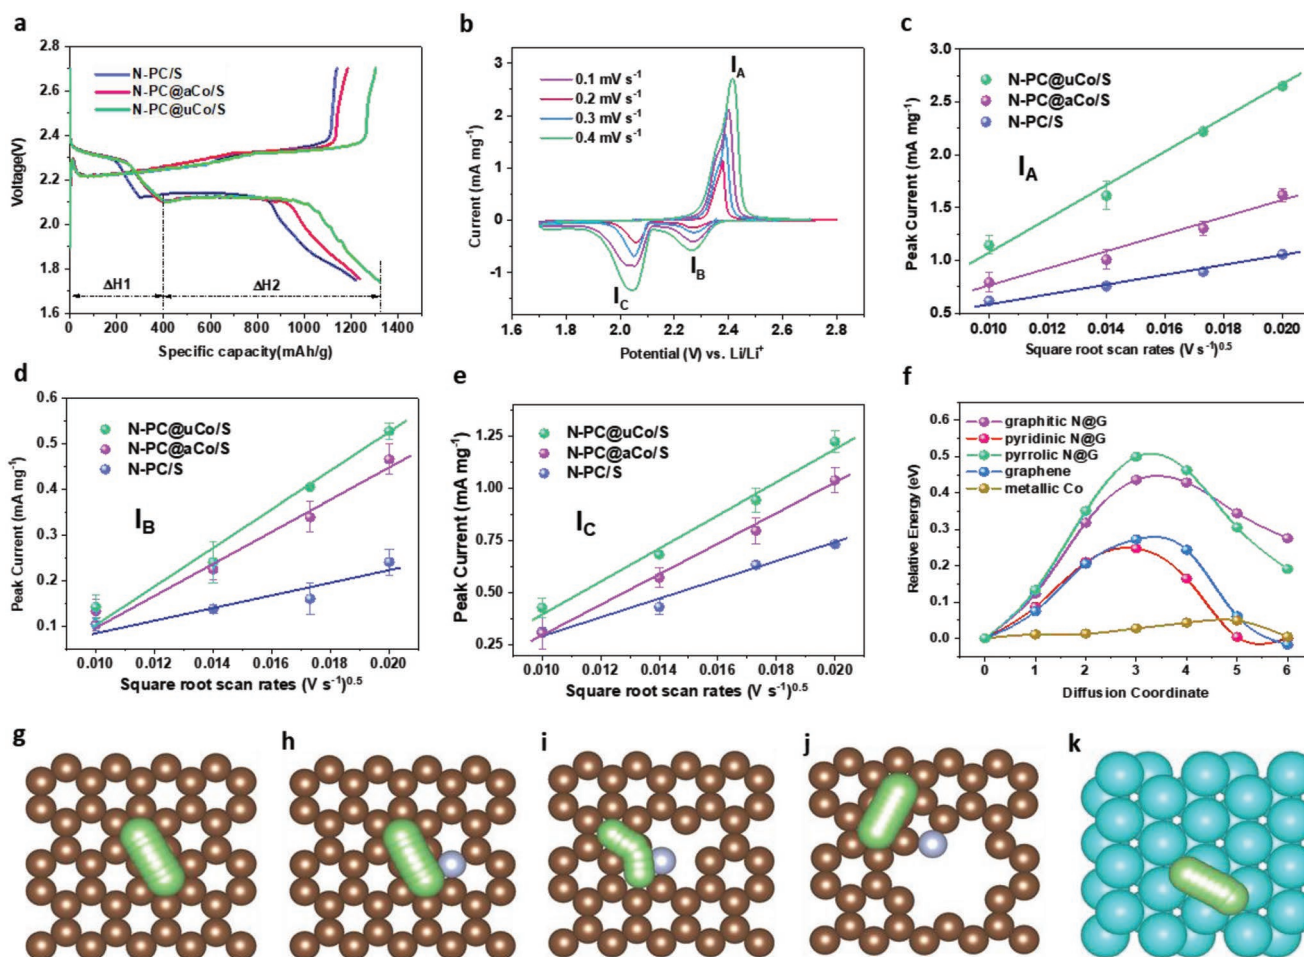 a
2.8
2.6
2.4
2.2
2.0
1.8
1.6
Voltage(V)
N-PC/S
N-PC@aCo/S
N-PC@uCo/S
ΔH1
ΔH2
0 200 400 600 800 1000 1200 1400
Specific capacity(mAh/g)
b
3
2
1
0
-1
Current (mA mg⁻¹)
0.1 mV s⁻¹
0.2 mV s⁻¹
0.3 mV s⁻¹
0.4 mV s⁻¹
I_A
I_B
I_C
1.6 1.8 2.0 2.2 2.4 2.6 2.8
Potential (V) vs. Li/Li⁺
c
3.0
2.5
2.0
1.5
1.0
0.5
Peak Current (mA mg⁻¹)
N-PC@uCo/S
N-PC@aCo/S
N-PC/S
I_A
0.010 0.012 0.014 0.016 0.018 0.020
Square root scan rates (V s⁻¹)⁰·⁵
d
0.6
0.5
0.4
0.3
0.2
0.1
Peak Current (mA mg⁻¹)
N-PC@uCo/S
N-PC@aCo/S
N-PC/S
I_B
0.010 0.012 0.014 0.016 0.018 0.020
Square root scan rates (V s⁻¹)⁰·⁵
e
1.25
1.00
0.75
0.50
0.25
Peak Current (mA mg⁻¹)
N-PC@uCo/S
N-PC@aCo/S
N-PC/S
I_C
0.010 0.012 0.014 0.016 0.018 0.020
Square root scan rates (V s⁻¹)⁰·⁵
f
0.6
0.5
0.4
0.3
0.2
0.1
0.0
Relative Energy (eV)
graphitic N@G
pyridinic N@G
pyrrolic N@G
graphene
metallic Co
0 1 2 3 4 5 6
Diffusion Coordinate
g
h
i
j
k